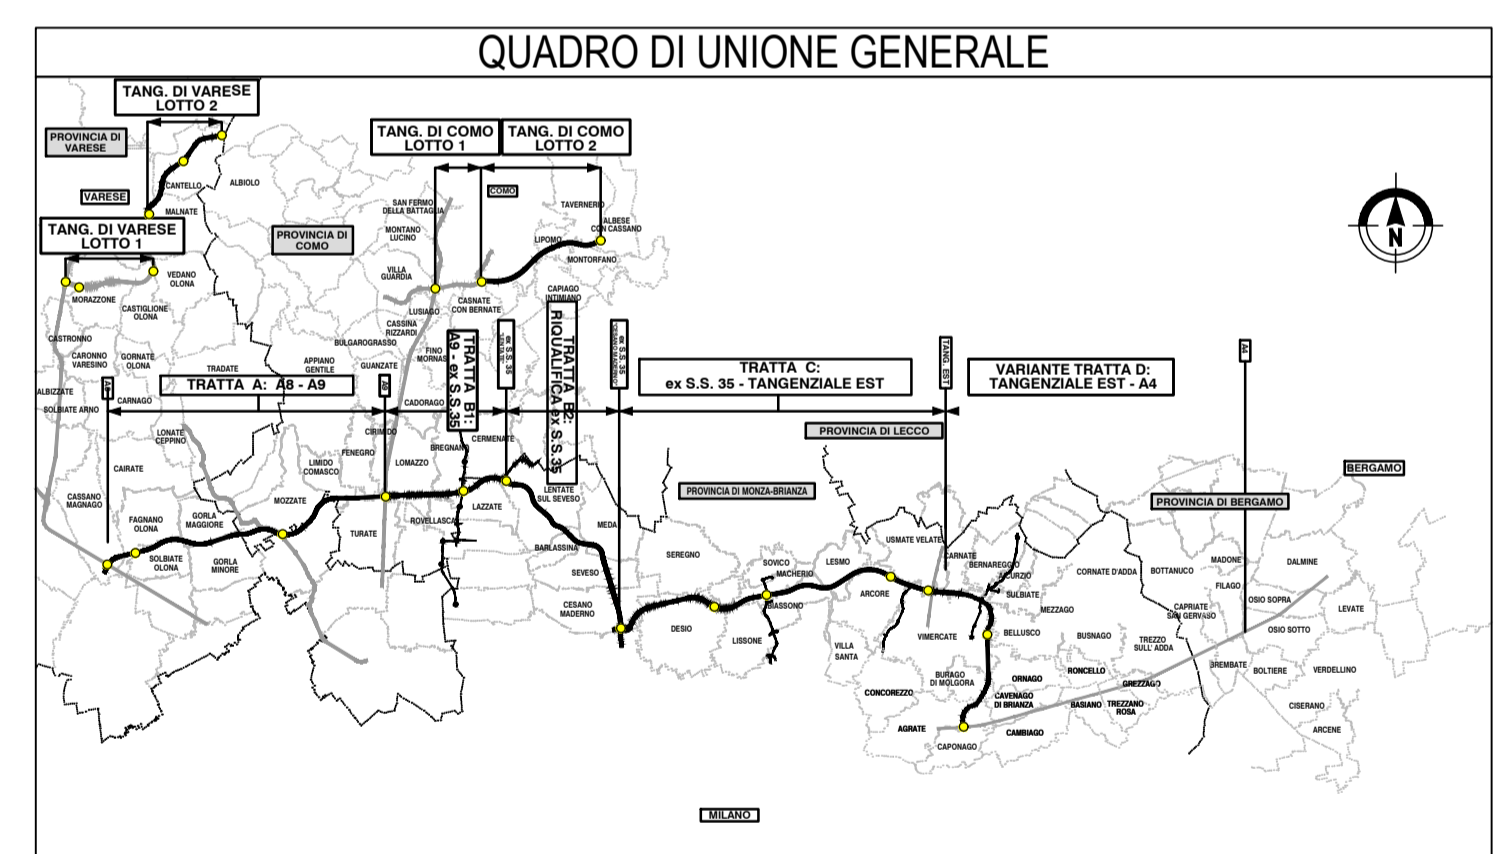 QUADRO DI UNIONE GENERALE
TANG. DI VARESE
LOTTO 2
PROVINCIA DI
VARESE
TANG. DI COMO
LOTTO 1
TANG. DI COMO
LOTTO 2
CANTELLO
ALBIOLO
VARESE
COMO
MALNATE
SAN FERMO
DELLA BATTAGLIA
TAVERNERIO
ALBESE
CON CASSANO
TANG. DI VARESE
LOTTO 1
PROVINCIA DI
COMO
MONTANO
LUCINO
LIPOMO
MONTORFANO
N
VILLA
GUARDIA
VEDANO
OLONA
MORAZZONE
CASTIGLIONE
OLONA
CAPIAGO
INTIMIANO
CASNATE
CON BERNATE
LUSIAGO
CASSINA
RIZZARDI
BULGAROGRASSO
CASTRONNO
CARONNO
VARESINO
GORNATE
OLONA
TRADATE
APPIANO
GENTILE
GUANZATE
FINO
MORNAS
TRATTA B1:
A9 - ex S.S.35
ex S.S. 35
TRATTA B2:
RIQUALIFICA ex S.S.35
ex S.S. 35
TRATTA C:
ex S.S. 35 - TANGENZIALE EST
TANG. EST
VARIANTE TRATTA D:
TANGENZIALE EST - A4
A4
TRATTA A: A8 - A9
A9
ALBIZZATE
CARNAGO
SOLBIATE ARNO
CADORAGO
PROVINCIA DI LECCO
LONATE
CEPPINO
CIRIMIDO
CERMENATE
BREGNANO
FENEGRO
LOMAZZO
LIMIDO
COMASCO
CAIRATE
BERGAMO
CASSANO
MAGNAGO
MOZZATE
LENTATE
SUL SEVESO
PROVINCIA DI MONZA-BRIANZA
PROVINCIA DI BERGAMO
LAZZATE
FAGNANO
OLONA
GORLA
MAGGIORE
ROVELLASCA
MEDA
TURATE
BARLASSINA
USMATE VELATE
SOLBIATE
OLONA
GORLA
MINORE
SEREGNO
SOVICO
LESMO
CARNATE
BERNAREGGIO
MADONE
DALMINE
SEVESO
MACHERIO
CORNATE D'ADDA
BOTTANUCO
FILAGO
ARCORE
SULBIATE
OSIO SOPRA
CESANO
MADERNO
BIASSONO
MEZZAGO
CAPRIATE
SAN GERVASO
LEVATE
DESIO
LISSONE
VIMERCATE
BELLUSCO
BUSNAGO
TREZZO
SULL' ADDA
OSIO SOTTO
VILLA
SANTA
BURAGO
DI MOLGORA
ORNAGO
RONCELLO
GREZZAGO
BREMBATE
BOLTIERE
VERDELLINO
CONCOREZZO
CAVENAGO
DI BRIANZA
BASIANO
TREZZANO
ROSA
CISERANO
AGRATE
CAMBIAGO
ARCENE
CAPONAGO
MILANO